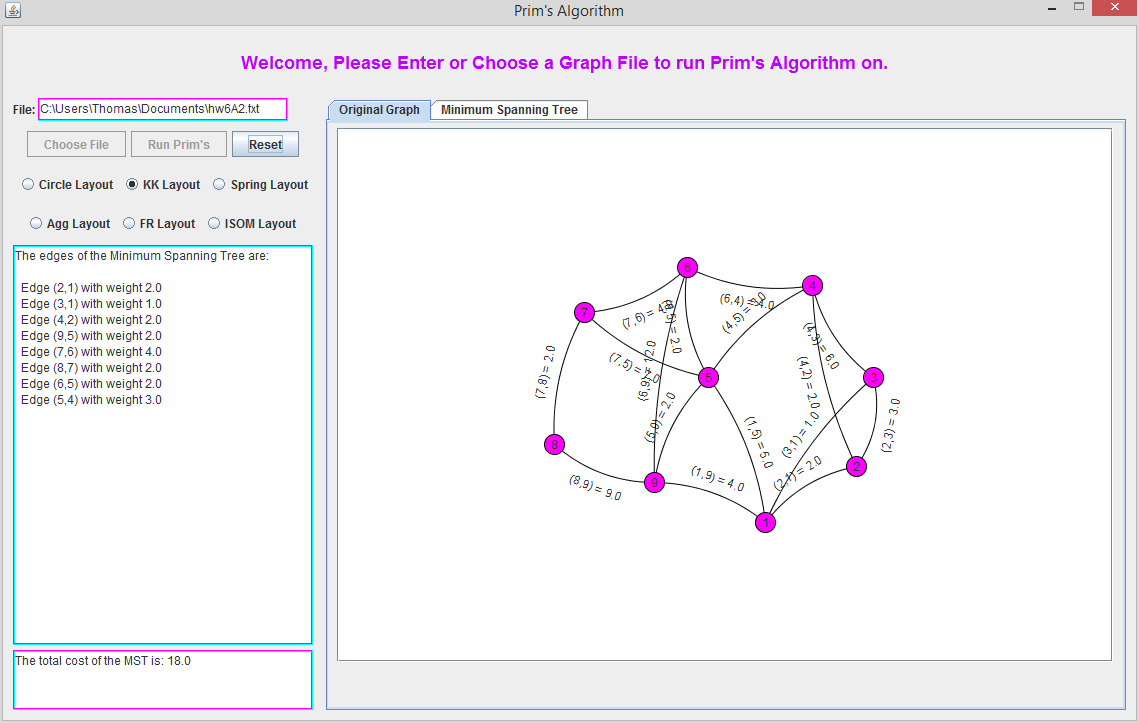 Prim's Algorithm
Welcome, Please Enter or Choose a Graph File to run Prim's Algorithm on.
File: C:\Users\Thomas\Documents\hw6A2.txt
Choose File Run Prim's Reset
Circle Layout KK Layout Spring Layout
Agg Layout FR Layout ISOM Layout
The edges of the Minimum Spanning Tree are:
Edge (2,1) with weight 2.0
Edge (3,1) with weight 1.0
Edge (4,2) with weight 2.0
Edge (9,5) with weight 2.0
Edge (7,6) with weight 4.0
Edge (8,7) with weight 2.0
Edge (6,5) with weight 2.0
Edge (5,4) with weight 3.0
The total cost of the MST is: 18.0
Original Graph Minimum Spanning Tree
6
4
7
5
3
8
2
9
1
(6,4) = 4.0
(4,5) = 3.0
(7,6) = 4.0
(6,5) = 2.0
(4,3) = 6.0
(7,8) = 2.0
(6,9) = 12.0
(4,2) = 2.0
(5,9) = 2.0
(2,3) = 3.0
(1,5) = 5.0
(3,1) = 1.0
(1,9) = 4.0
(2,1) = 2.0
(8,9) = 9.0